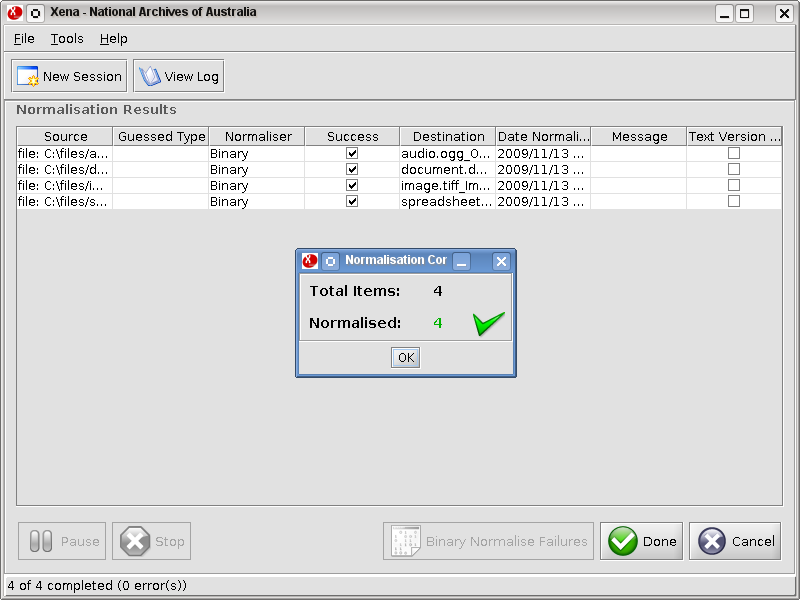 Xena - National Archives of Australia
File Tools Help
New Session View Log
Normalisation Results
Source Guessed Type Normaliser Success Destination Date Normali... Message Text Version ...
file: C:\files/a... Binary audio.ogg_O... 2009/11/13 ...
file: C:\files/d... Binary document.d... 2009/11/13 ...
file: C:\files/i... Binary image.tiff_Im... 2009/11/13 ...
file: C:\files/s... Binary spreadsheet... 2009/11/13 ...
Normalisation Cor
Total Items: 4
Normalised: 4
OK
Pause Stop Binary Normalise Failures Done Cancel
4 of 4 completed (0 error(s))